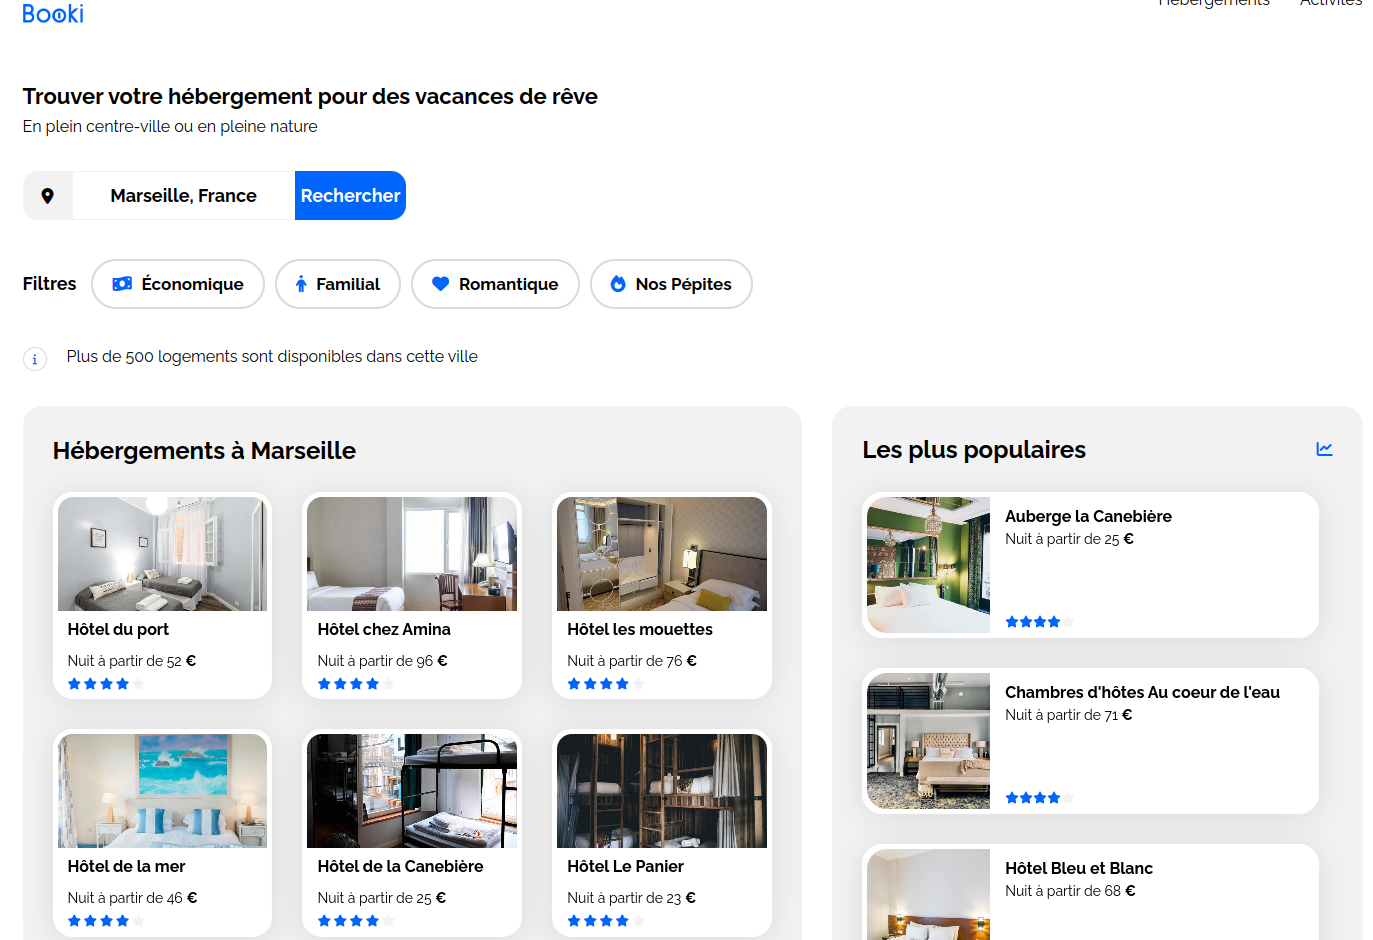 Booki
Hébergements Activités
Trouver votre hébergement pour des vacances de rêve
En plein centre-ville ou en pleine nature
Marseille, France Rechercher
Filtres Économique Familial Romantique Nos Pépites
i Plus de 500 logements sont disponibles dans cette ville
Hébergements à Marseille
Hôtel du port
Nuit à partir de 52 €
Hôtel chez Amina
Nuit à partir de 96 €
Hôtel les mouettes
Nuit à partir de 76 €
Hôtel de la mer
Nuit à partir de 46 €
Hôtel de la Canebière
Nuit à partir de 25 €
Hôtel Le Panier
Nuit à partir de 23 €
Les plus populaires
Auberge la Canebière
Nuit à partir de 25 €
Chambres d'hôtes Au coeur de l'eau
Nuit à partir de 71 €
Hôtel Bleu et Blanc
Nuit à partir de 68 €